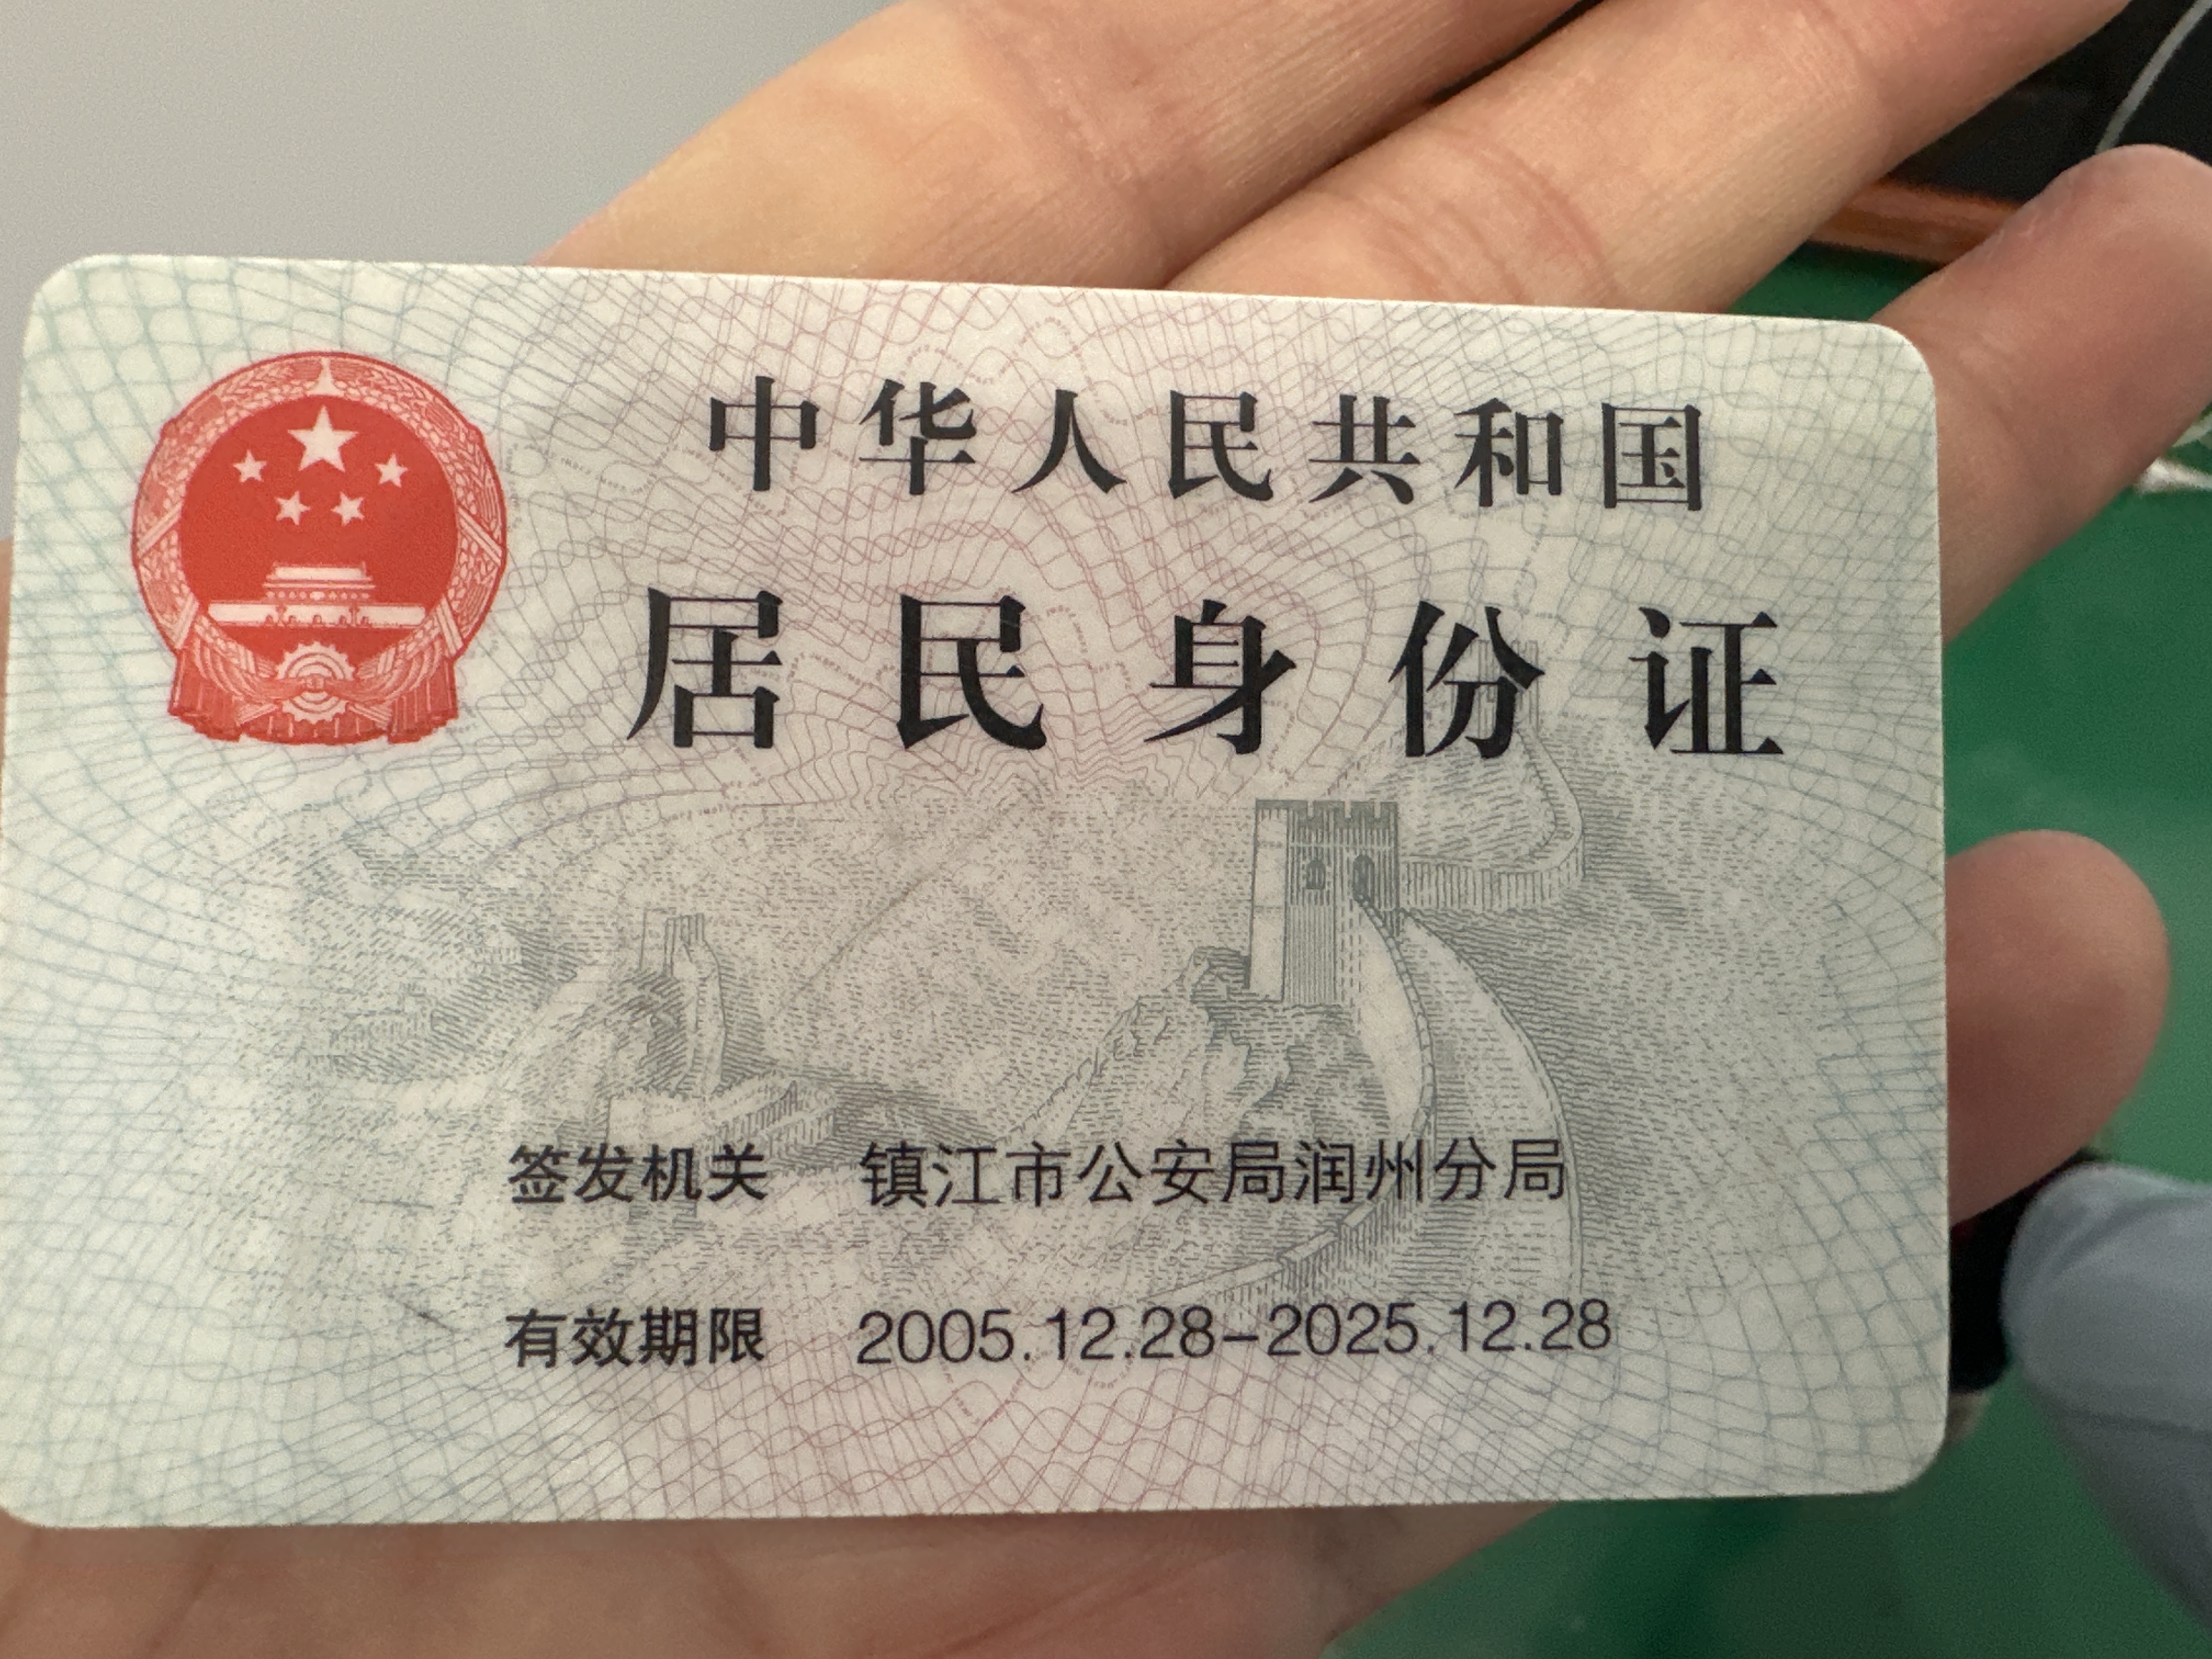 中华人民共和国
居民身份证
签发机关 镇江市公安局润州分局
有效期限 2005.12.28-2025.12.28